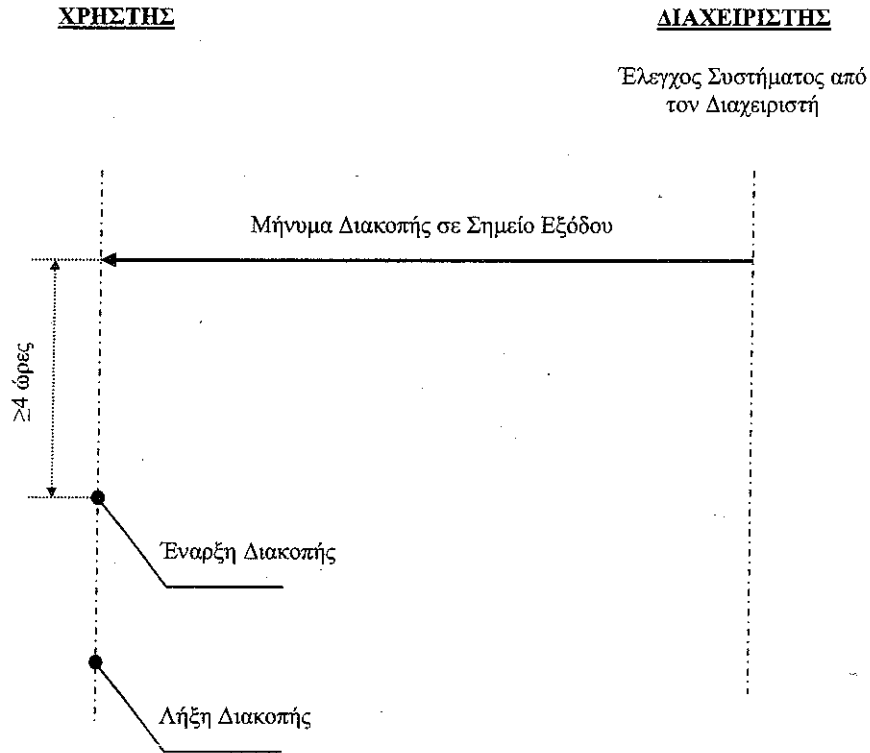 ΧΡΗΣΤΗΣ
ΔΙΑΧΕΙΡΙΣΤΗΣ
Έλεγχος Συστήματος από
τον Διαχειριστή
Μήνυμα Διακοπής σε Σημείο Εξόδου
≥4 ώρες
Έναρξη Διακοπής
Λήξη Διακοπής